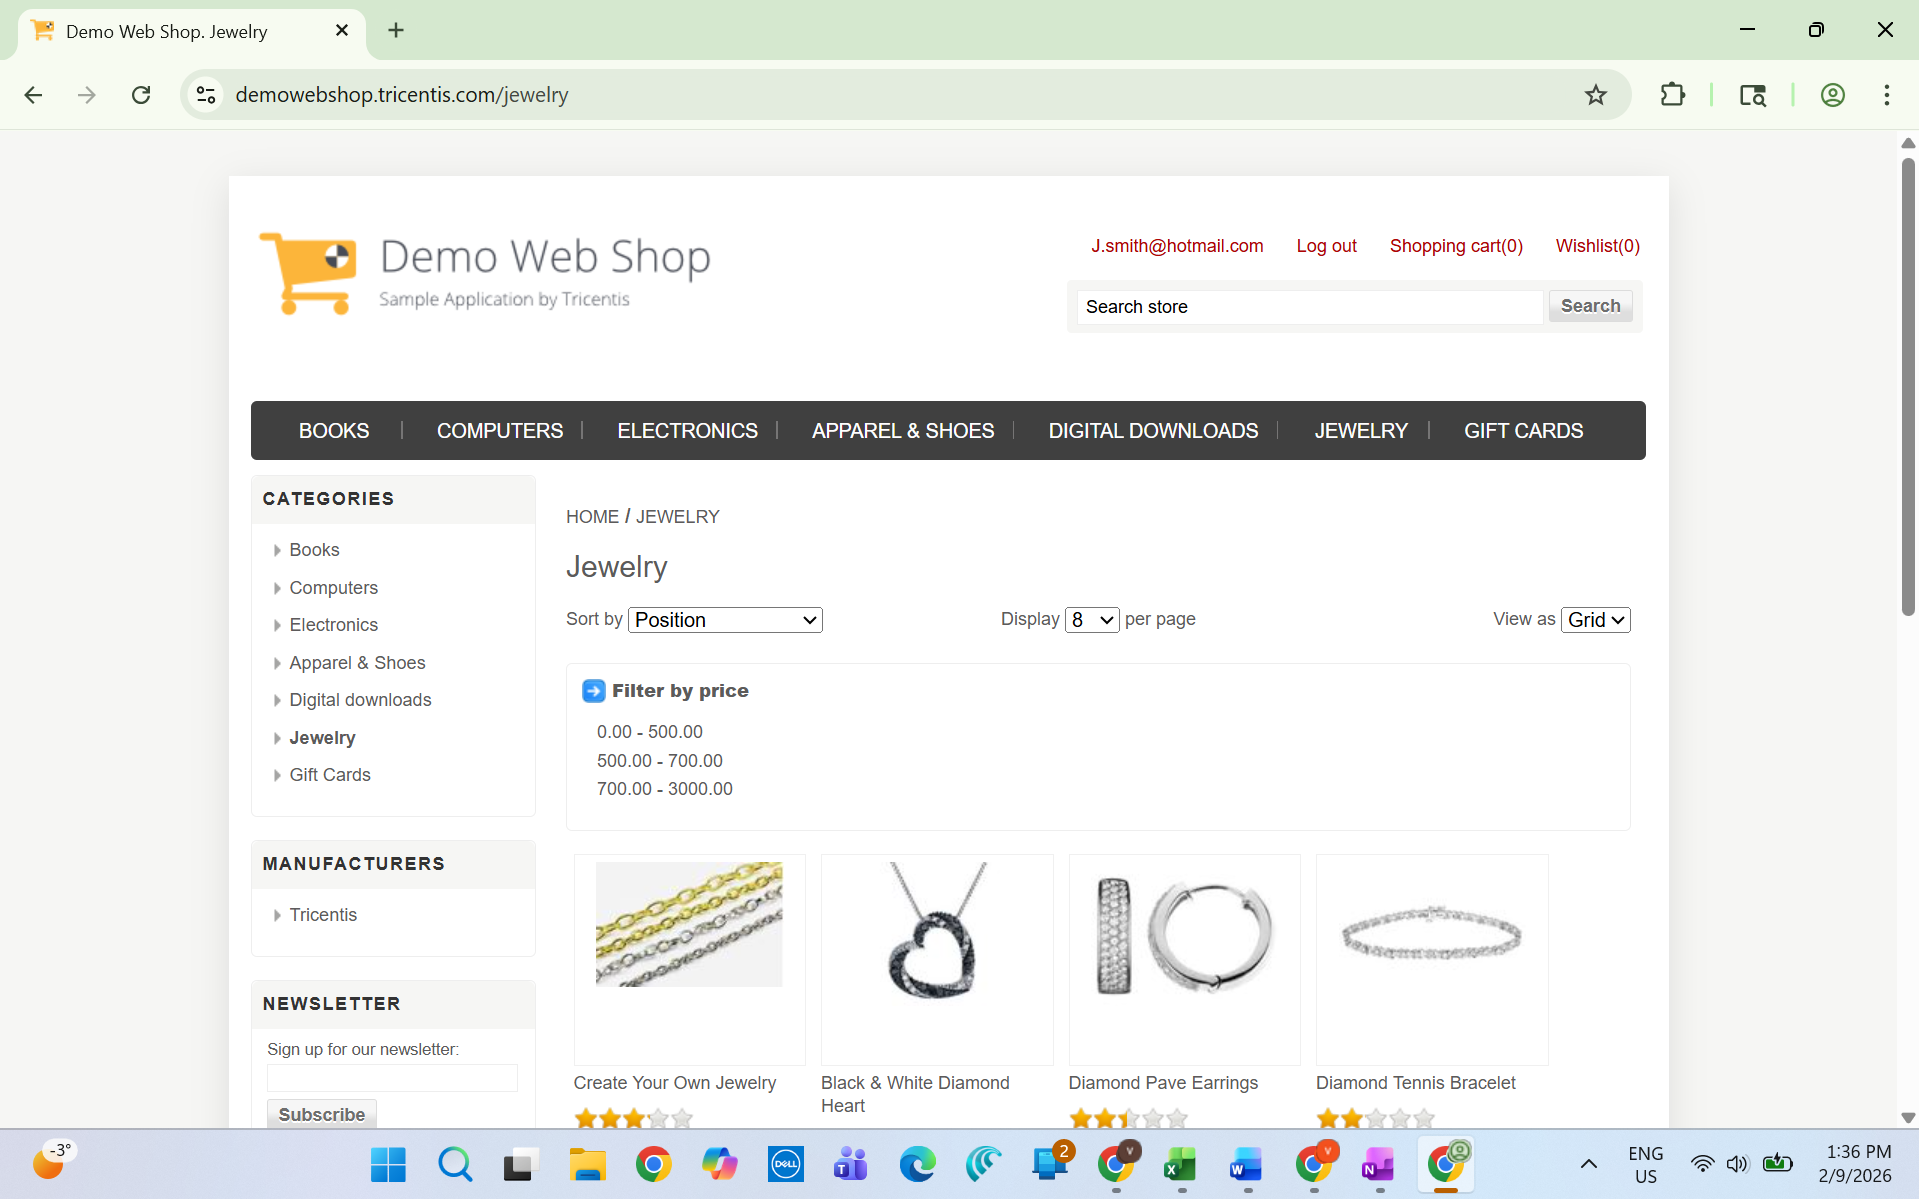 Demo Web Shop. Jewelry
demowebshop.tricentis.com/jewelry
Demo Web Shop
Sample Application by Tricentis
J.smith@hotmail.com Log out Shopping cart(0) Wishlist(0)
Search store Search
BOOKS COMPUTERS ELECTRONICS APPAREL & SHOES DIGITAL DOWNLOADS JEWELRY GIFT CARDS
CATEGORIES
Books
Computers
Electronics
Apparel & Shoes
Digital downloads
Jewelry
Gift Cards
MANUFACTURERS
Tricentis
NEWSLETTER
Sign up for our newsletter:
Subscribe
HOME / JEWELRY
Jewelry
Sort by Position Display 8 per page View as Grid
Filter by price
0.00 - 500.00
500.00 - 700.00
700.00 - 3000.00
Create Your Own Jewelry
Black & White Diamond
Heart
Diamond Pave Earrings
Diamond Tennis Bracelet
-3°
DELL
T
2
V
X
W
V
N
ENG
US
1:36 PM
2/9/2026